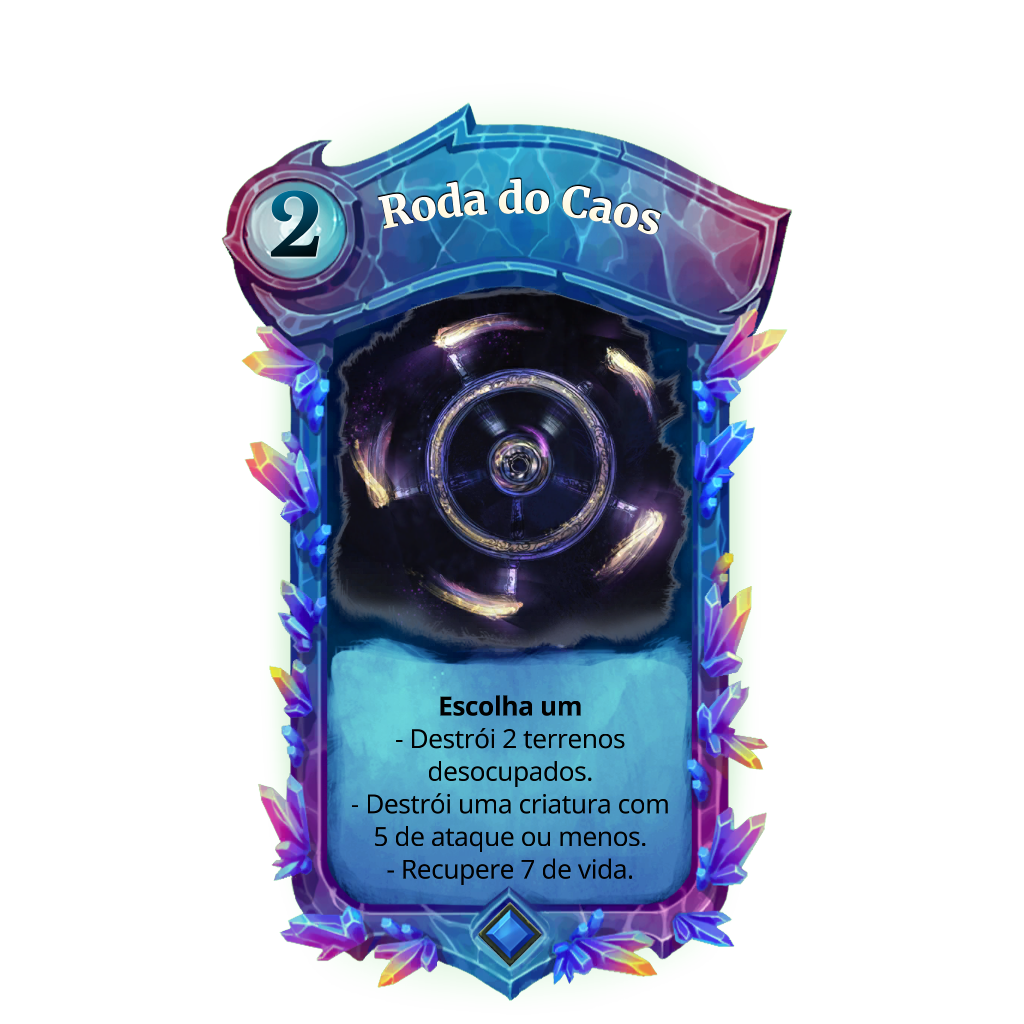 2
Roda do Caos
Escolha um
- Destrói 2 terrenos
desocupados.
- Destrói uma criatura com
5 de ataque ou menos.
- Recupere 7 de vida.